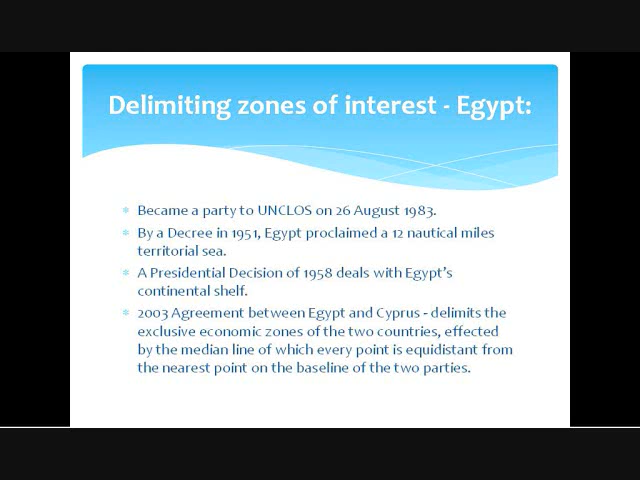 Delimiting zones of interest - Egypt:
Became a party to UNCLOS on 26 August 1983.
By a Decree in 1951, Egypt proclaimed a 12 nautical miles
territorial sea.
A Presidential Decision of 1958 deals with Egypt's
continental shelf.
2003 Agreement between Egypt and Cyprus - delimits the
exclusive economic zones of the two countries, effected
by the median line of which every point is equidistant from
the nearest point on the baseline of the two parties.